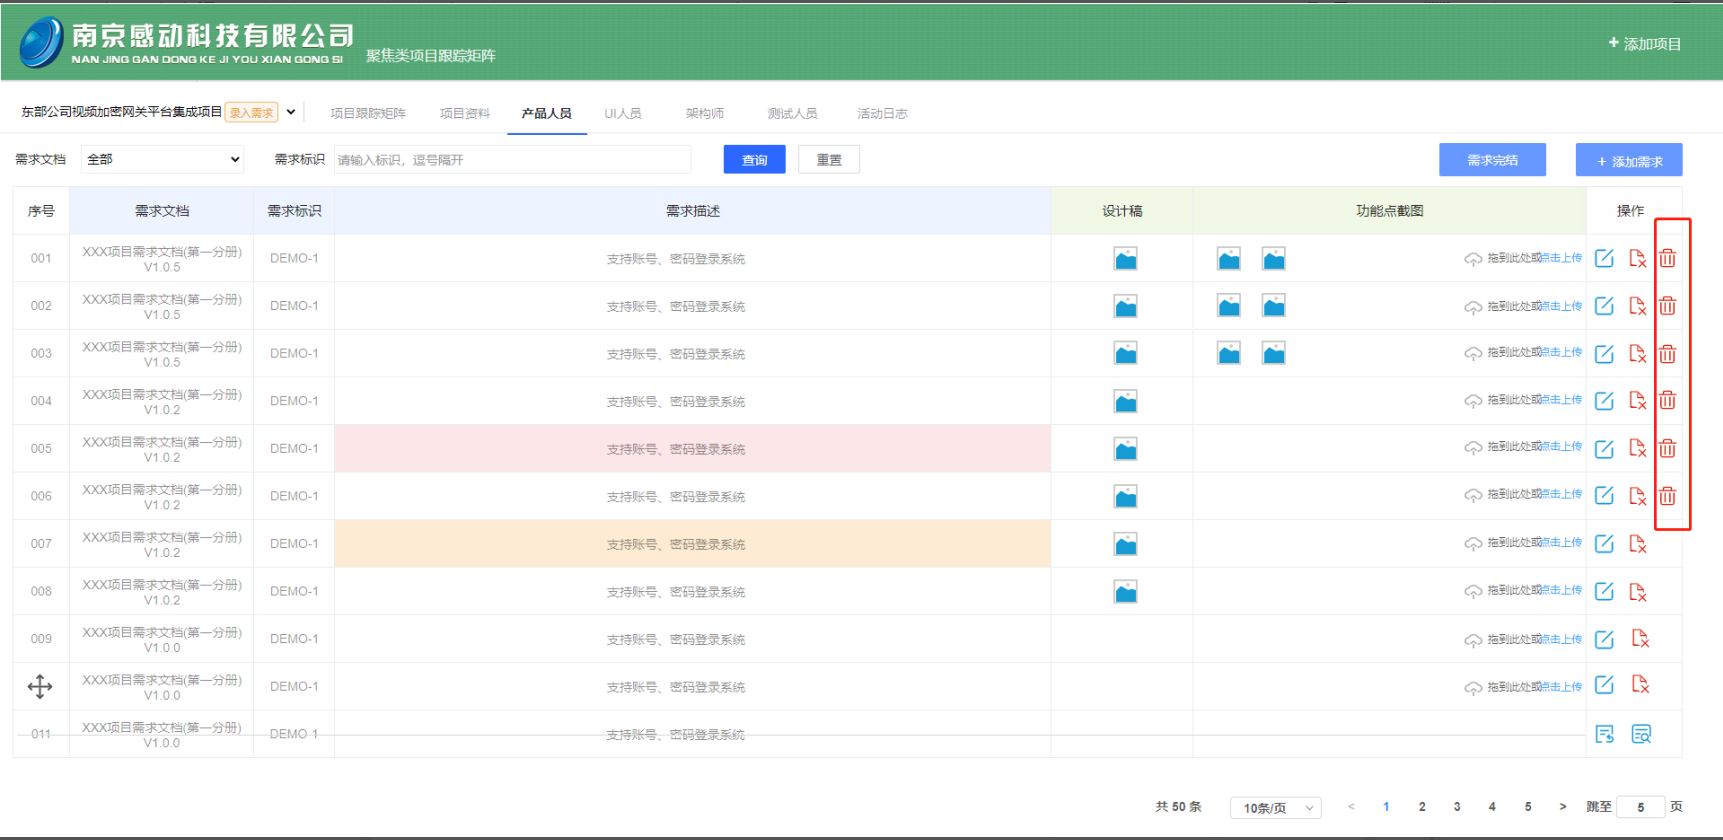 南京感动科技有限公司
NAN JING GAN DONG KE JI YOU XIAN GONG SI
聚焦类项目跟踪矩阵
+ 添加项目
东部公司视频加密网关平台集成项目 录入需求 项目跟踪矩阵 项目资料 产品人员 UI人员 架构师 测试人员 活动日志
需求文档 全部 需求标识 请输入标识，逗号隔开 查询 重置 需求完结 + 添加需求
序号 需求文档 需求标识 需求描述 设计稿 功能点截图 操作
001 XXX项目需求文档(第一分册) DEMO-1 支持账号、密码登录系统 拖到此处或点击上传
V1.0.5
002 XXX项目需求文档(第一分册) DEMO-1 支持账号、密码登录系统 拖到此处或点击上传
V1.0.5
003 XXX项目需求文档(第一分册) DEMO-1 支持账号、密码登录系统 拖到此处或点击上传
V1.0.5
004 XXX项目需求文档(第一分册) DEMO-1 支持账号、密码登录系统 拖到此处或点击上传
V1.0.2
005 XXX项目需求文档(第一分册) DEMO-1 支持账号、密码登录系统 拖到此处或点击上传
V1.0.2
006 XXX项目需求文档(第一分册) DEMO-1 支持账号、密码登录系统 拖到此处或点击上传
V1.0.2
007 XXX项目需求文档(第一分册) DEMO-1 支持账号、密码登录系统 拖到此处或点击上传
V1.0.2
008 XXX项目需求文档(第一分册) DEMO-1 支持账号、密码登录系统 拖到此处或点击上传
V1.0.2
009 XXX项目需求文档(第一分册) DEMO-1 支持账号、密码登录系统 拖到此处或点击上传
V1.0.0
XXX项目需求文档(第一分册) DEMO-1 支持账号、密码登录系统 拖到此处或点击上传
V1.0.0
011 XXX项目需求文档(第一分册) DEMO-1 支持账号、密码登录系统
V1.0.0
共 50 条 10条/页 < 1 2 3 4 5 > 跳至 5 页